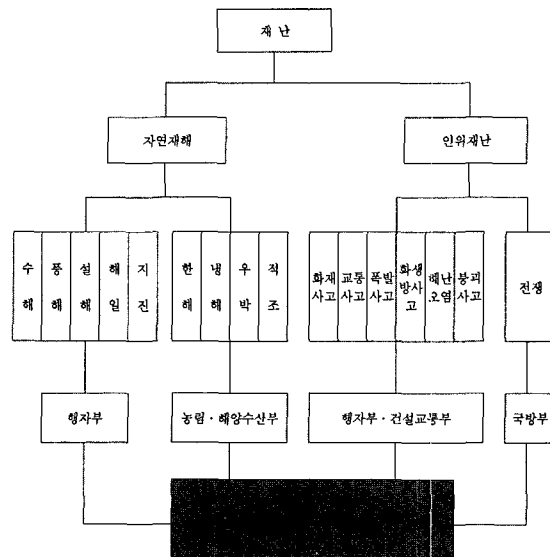 재 난
자연재해
인위재난
수해
풍해
설해
해일
지진
한해
냉해
우박
적조
화재
사고
교통
사고
폭발
사고
화생
방사
고
해난
오염
붕괴
사고
전쟁
행자부
농림·해양수산부
행자부·건설교통부
국방부